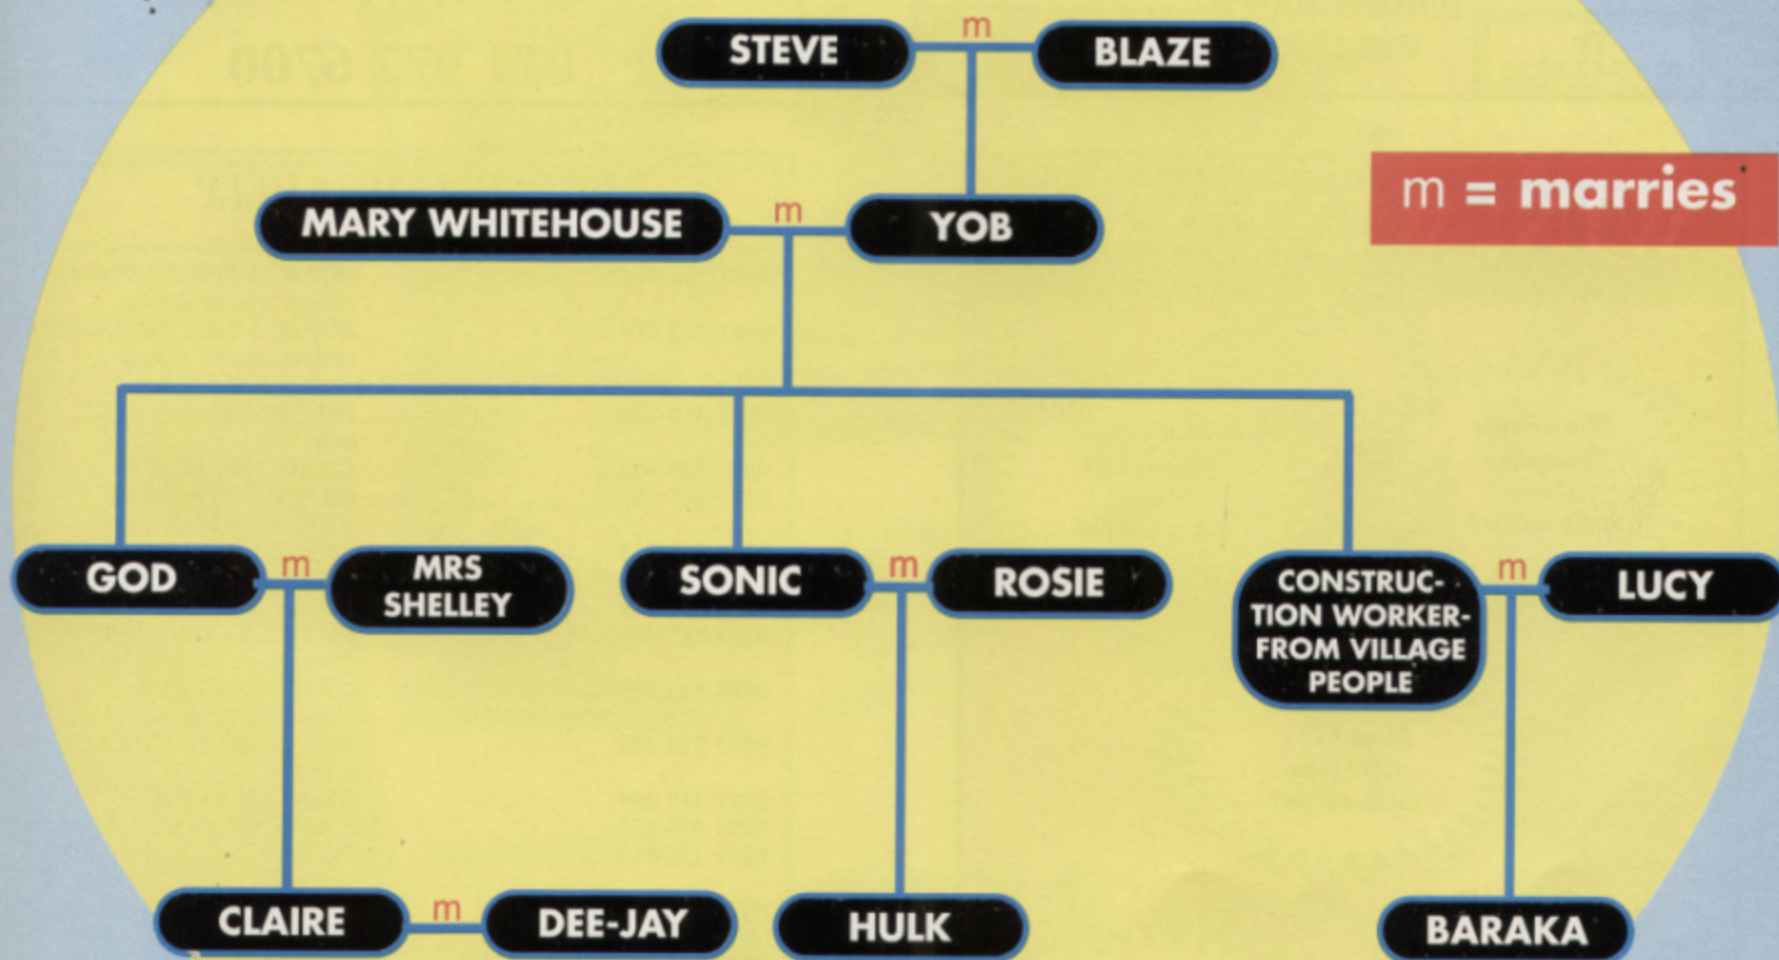 m
STEVE
BLAZE
m = marries
m
MARY WHITEHOUSE
YOB
GOD
m
MRS
SHELLEY
SONIC
m
ROSIE
CONSTRUC-
TION WORKER-
FROM VILLAGE
PEOPLE
m
LUCY
CLAIRE
m
DEE-JAY
HULK
BARAKA